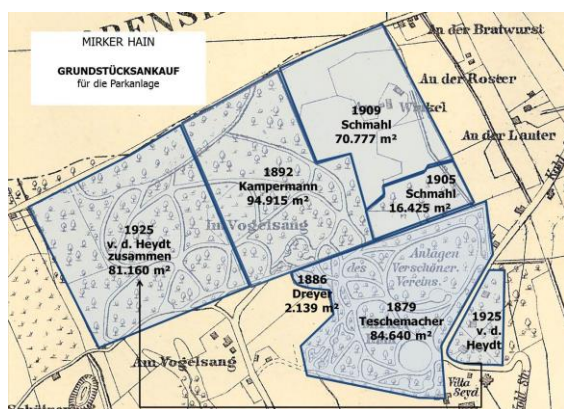 MIRKER HAIN
GRUNDSTÜCKSANKAUF
für die Parkanlage
An der Bratwurst
An der Roster
An der Lauter
1909
Schmahl
70.777 m²
1892
Kampermann
94.915 m²
1905
Schmahl
16.425 m²
1925
v. d. Heydt
zusammen
81.160 m²
Im Vogelsang
Anlagen
des Verschöner.
Vereins.
1886
Dreyer
2.139 m²
1879
Teschemacher
84.640 m²
1925
v. d.
Heydt
Am Vogelsang
Villa
Seyd